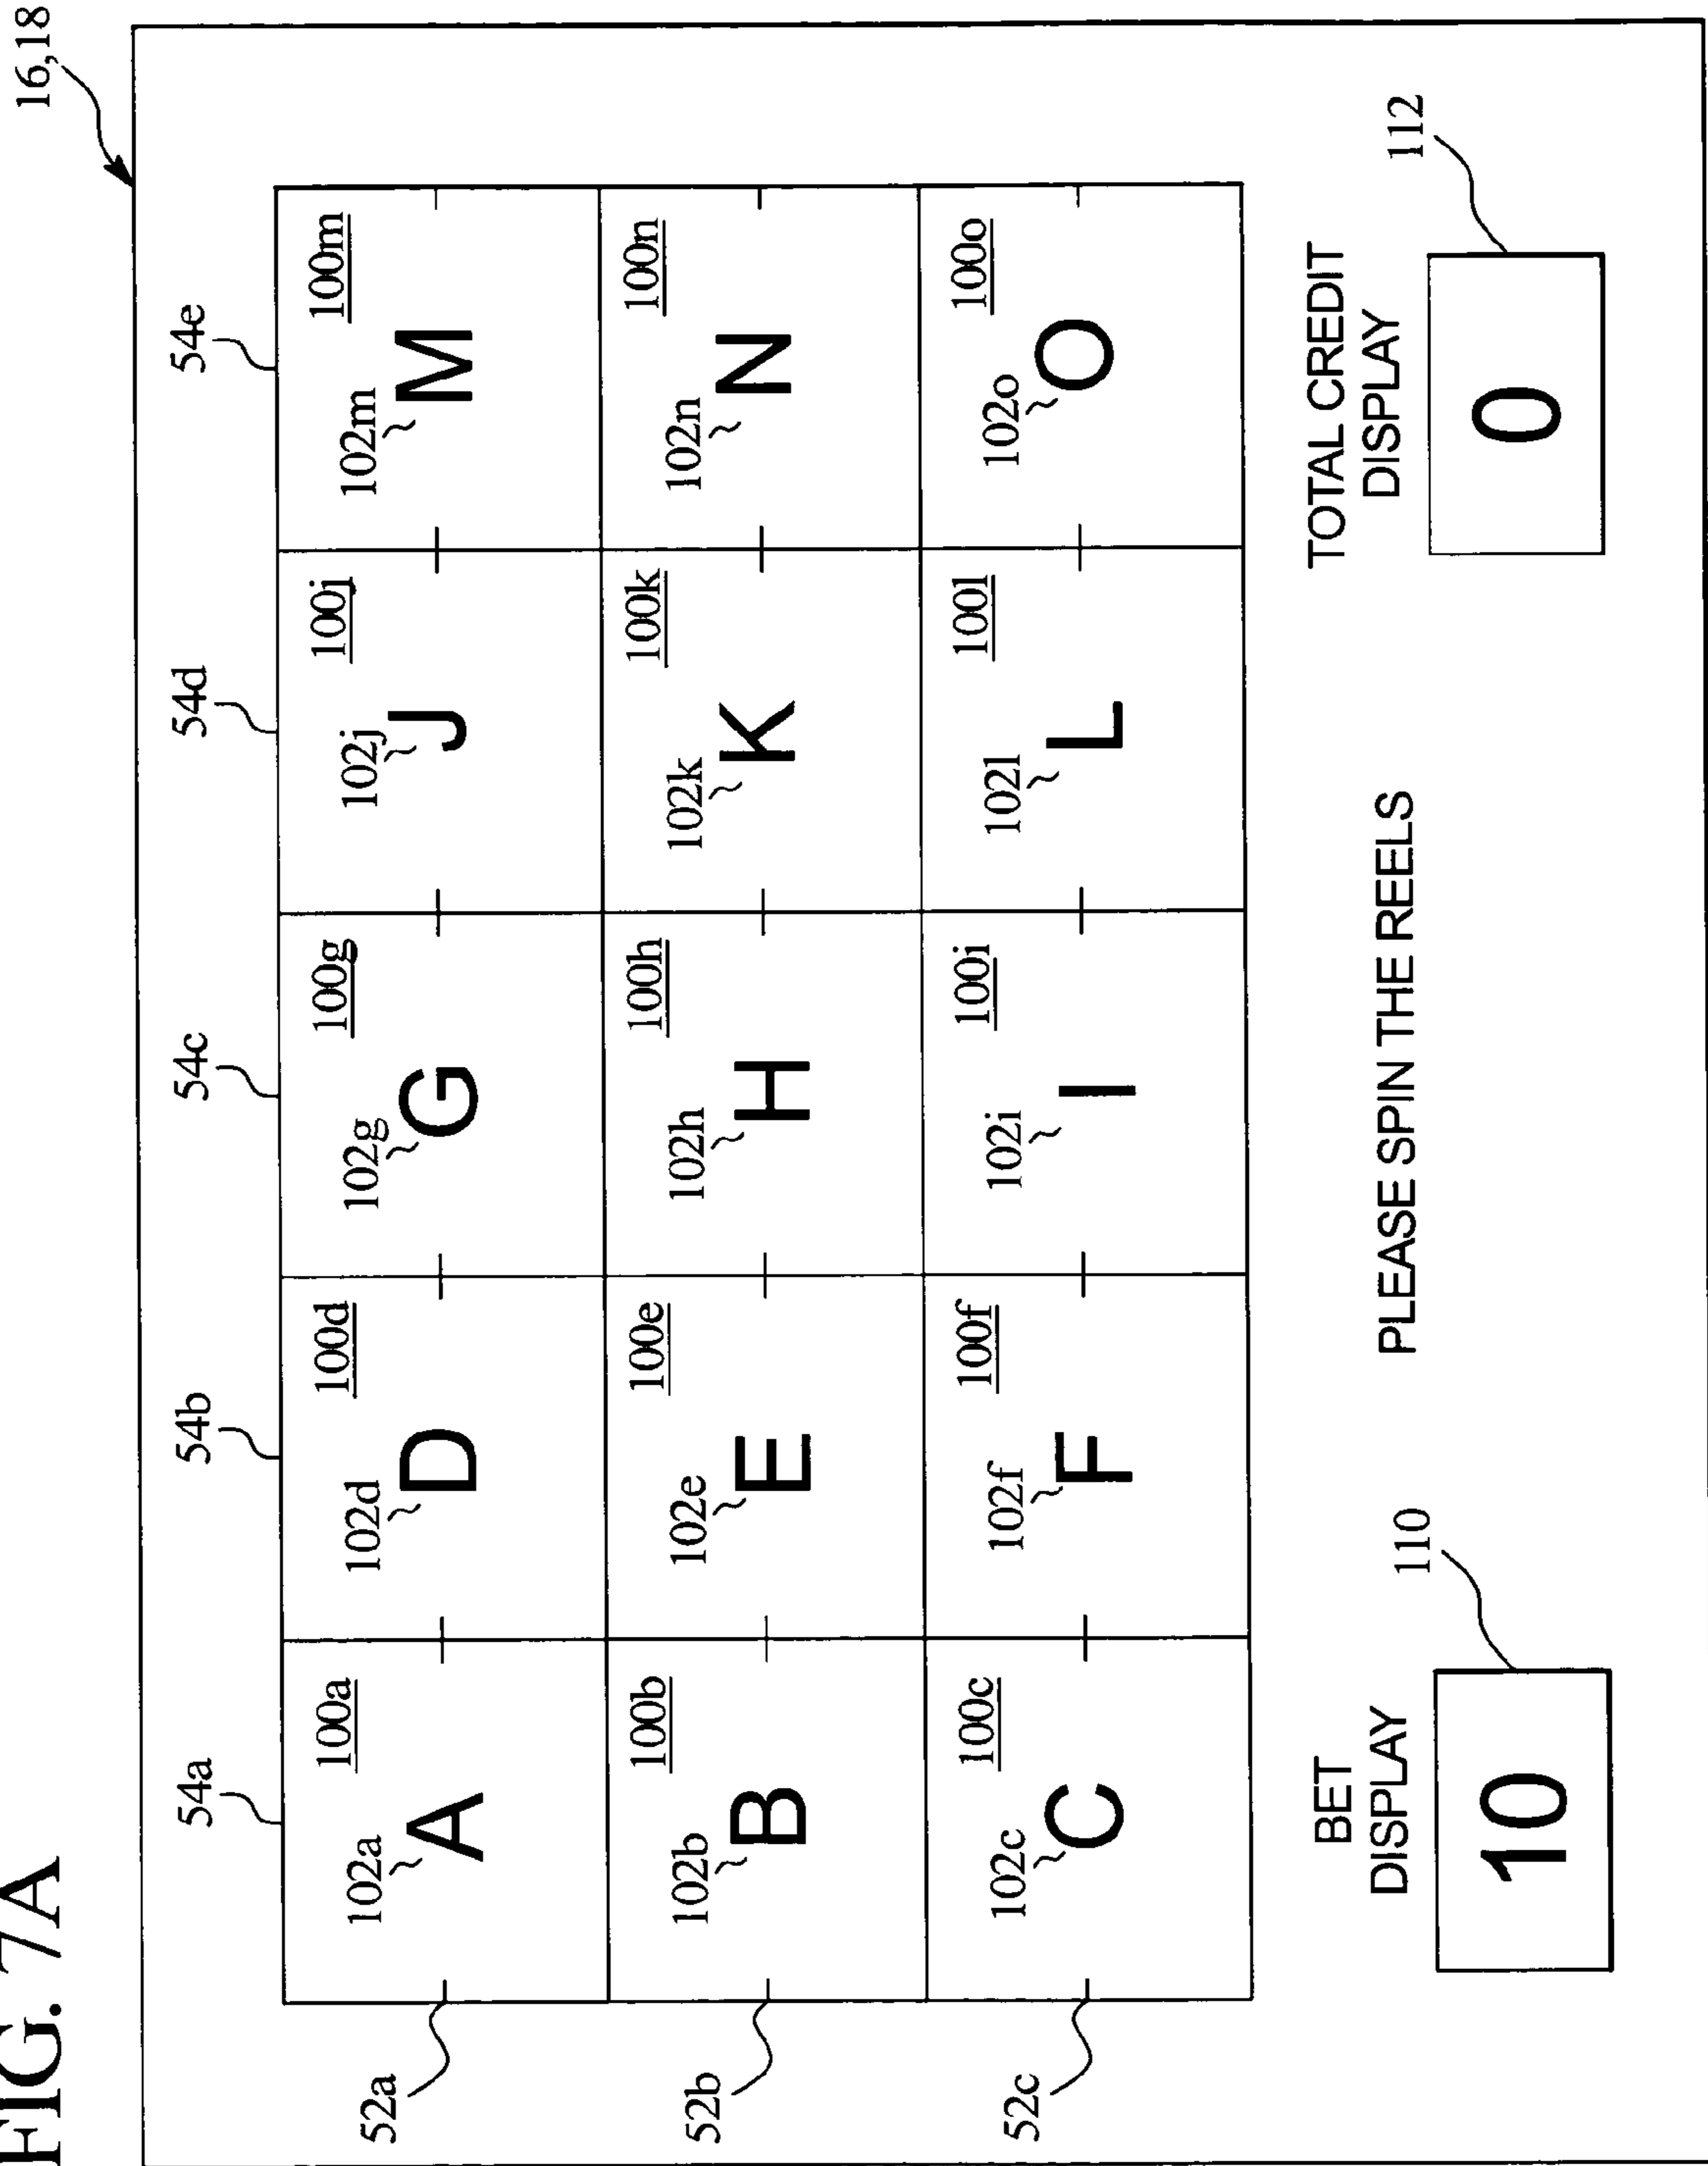 FIG. 7A
16,18
54a 54b 54c 54d 54e
52a 102a A 100a 102d D 100d 102g G 100g 102j J 100j 102m M 100m
52b 102b B 100b 102e E 100e 102h H 100h 102k K 100k 102n N 100n
52c 102c C 100c 102f F 100f 102i I 100i 102l L 100l 102o O 100o
BET
DISPLAY
10
110
PLEASE SPIN THE REELS
TOTAL CREDIT
DISPLAY
0
112